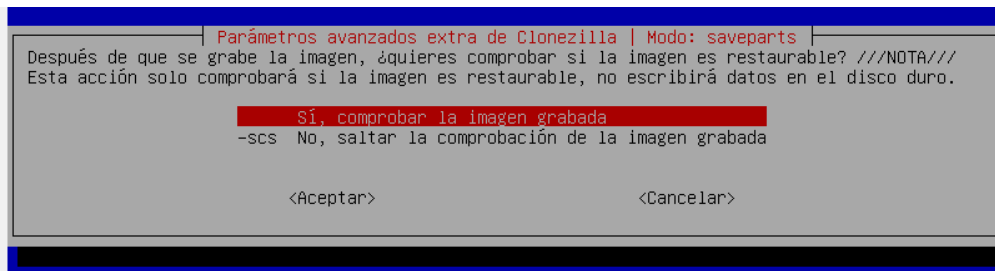 Parámetros avanzados extra de Clonezilla | Modo: saveparts
Después de que se grabe la imagen, ¿quieres comprobar si la imagen es restaurable? ///NOTA///
Esta acción solo comprobará si la imagen es restaurable, no escribirá datos en el disco duro.
Sí, comprobar la imagen grabada
-scs No, saltar la comprobación de la imagen grabada
<Aceptar> <Cancelar>